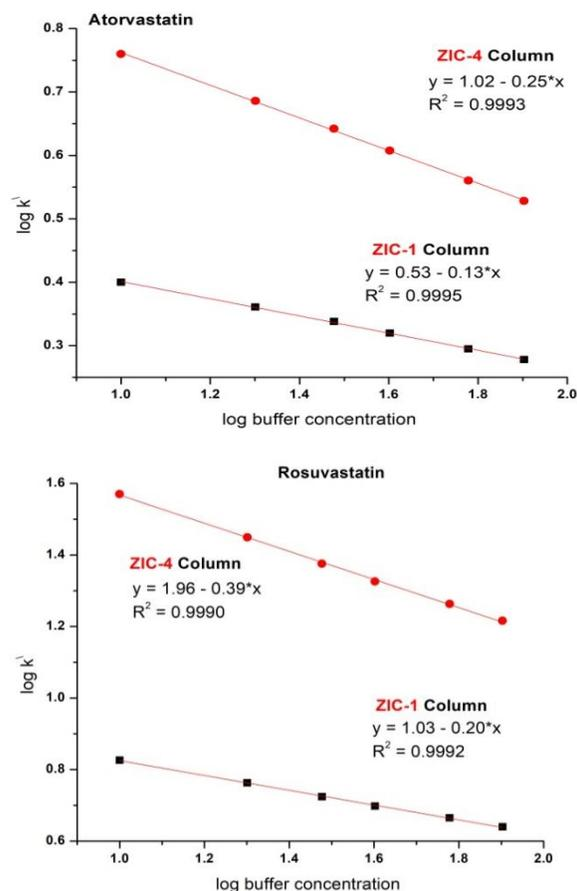 Atorvastatin
0.8
0.7
0.6
0.5
0.4
0.3
log k\
ZIC-4 Column
y = 1.02 - 0.25*x
R² = 0.9993
ZIC-1 Column
y = 0.53 - 0.13*x
R² = 0.9995
1.0 1.2 1.4 1.6 1.8 2.0
log buffer concentration
Rosuvastatin
1.6
1.4
1.2
1.0
0.8
0.6
log k\
ZIC-4 Column
y = 1.96 - 0.39*x
R² = 0.9990
ZIC-1 Column
y = 1.03 - 0.20*x
R² = 0.9992
1.0 1.2 1.4 1.6 1.8 2.0
log buffer concentration